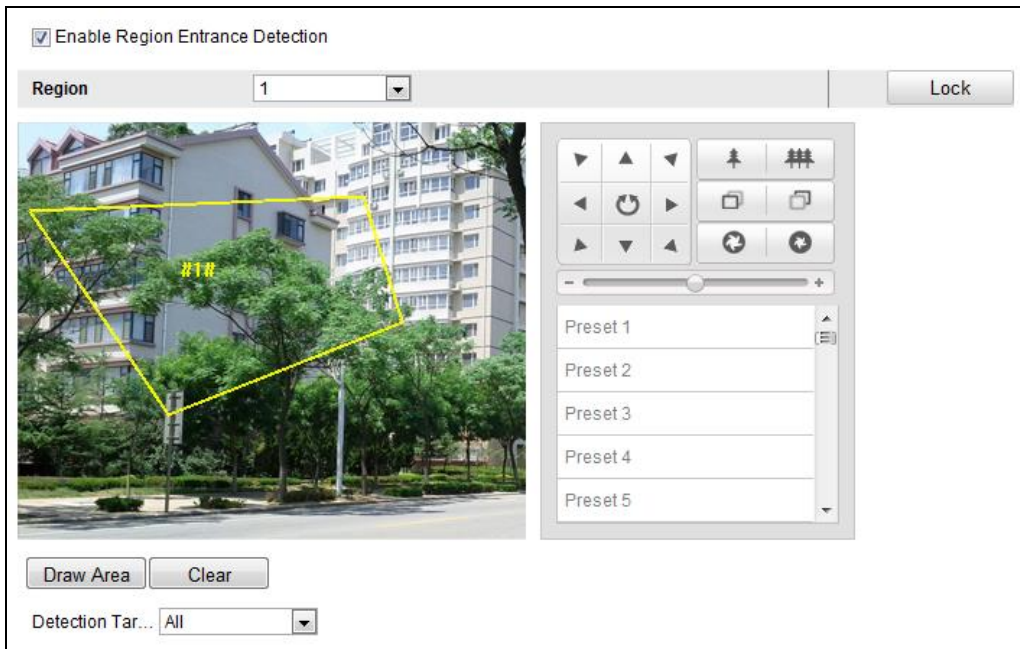 Enable Region Entrance Detection
Region 1 Lock
#1#
Preset 1
Preset 2
Preset 3
Preset 4
Preset 5
Draw Area Clear
Detection Tar... All